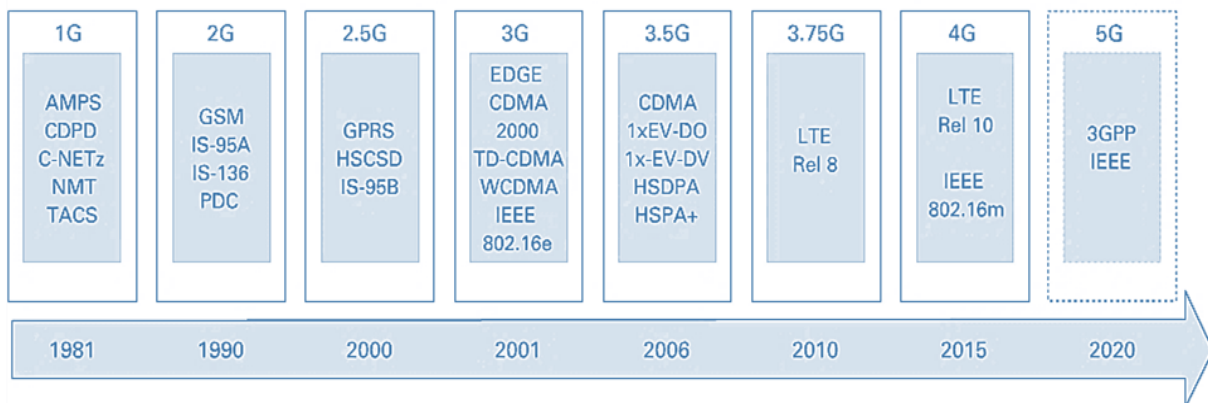 1G
AMPS
CDPD
C-NETz
NMT
TACS
2G
GSM
IS-95A
IS-136
PDC
2.5G
GPRS
HSCSD
IS-95B
3G
EDGE
CDMA
2000
TD-CDMA
WCDMA
IEEE
802.16e
3.5G
CDMA
1xEV-DO
1x-EV-DV
HSDPA
HSPA+
3.75G
LTE
Rel 8
4G
LTE
Rel 10
IEEE
802.16m
5G
3GPP
IEEE
1981
1990
2000
2001
2006
2010
2015
2020